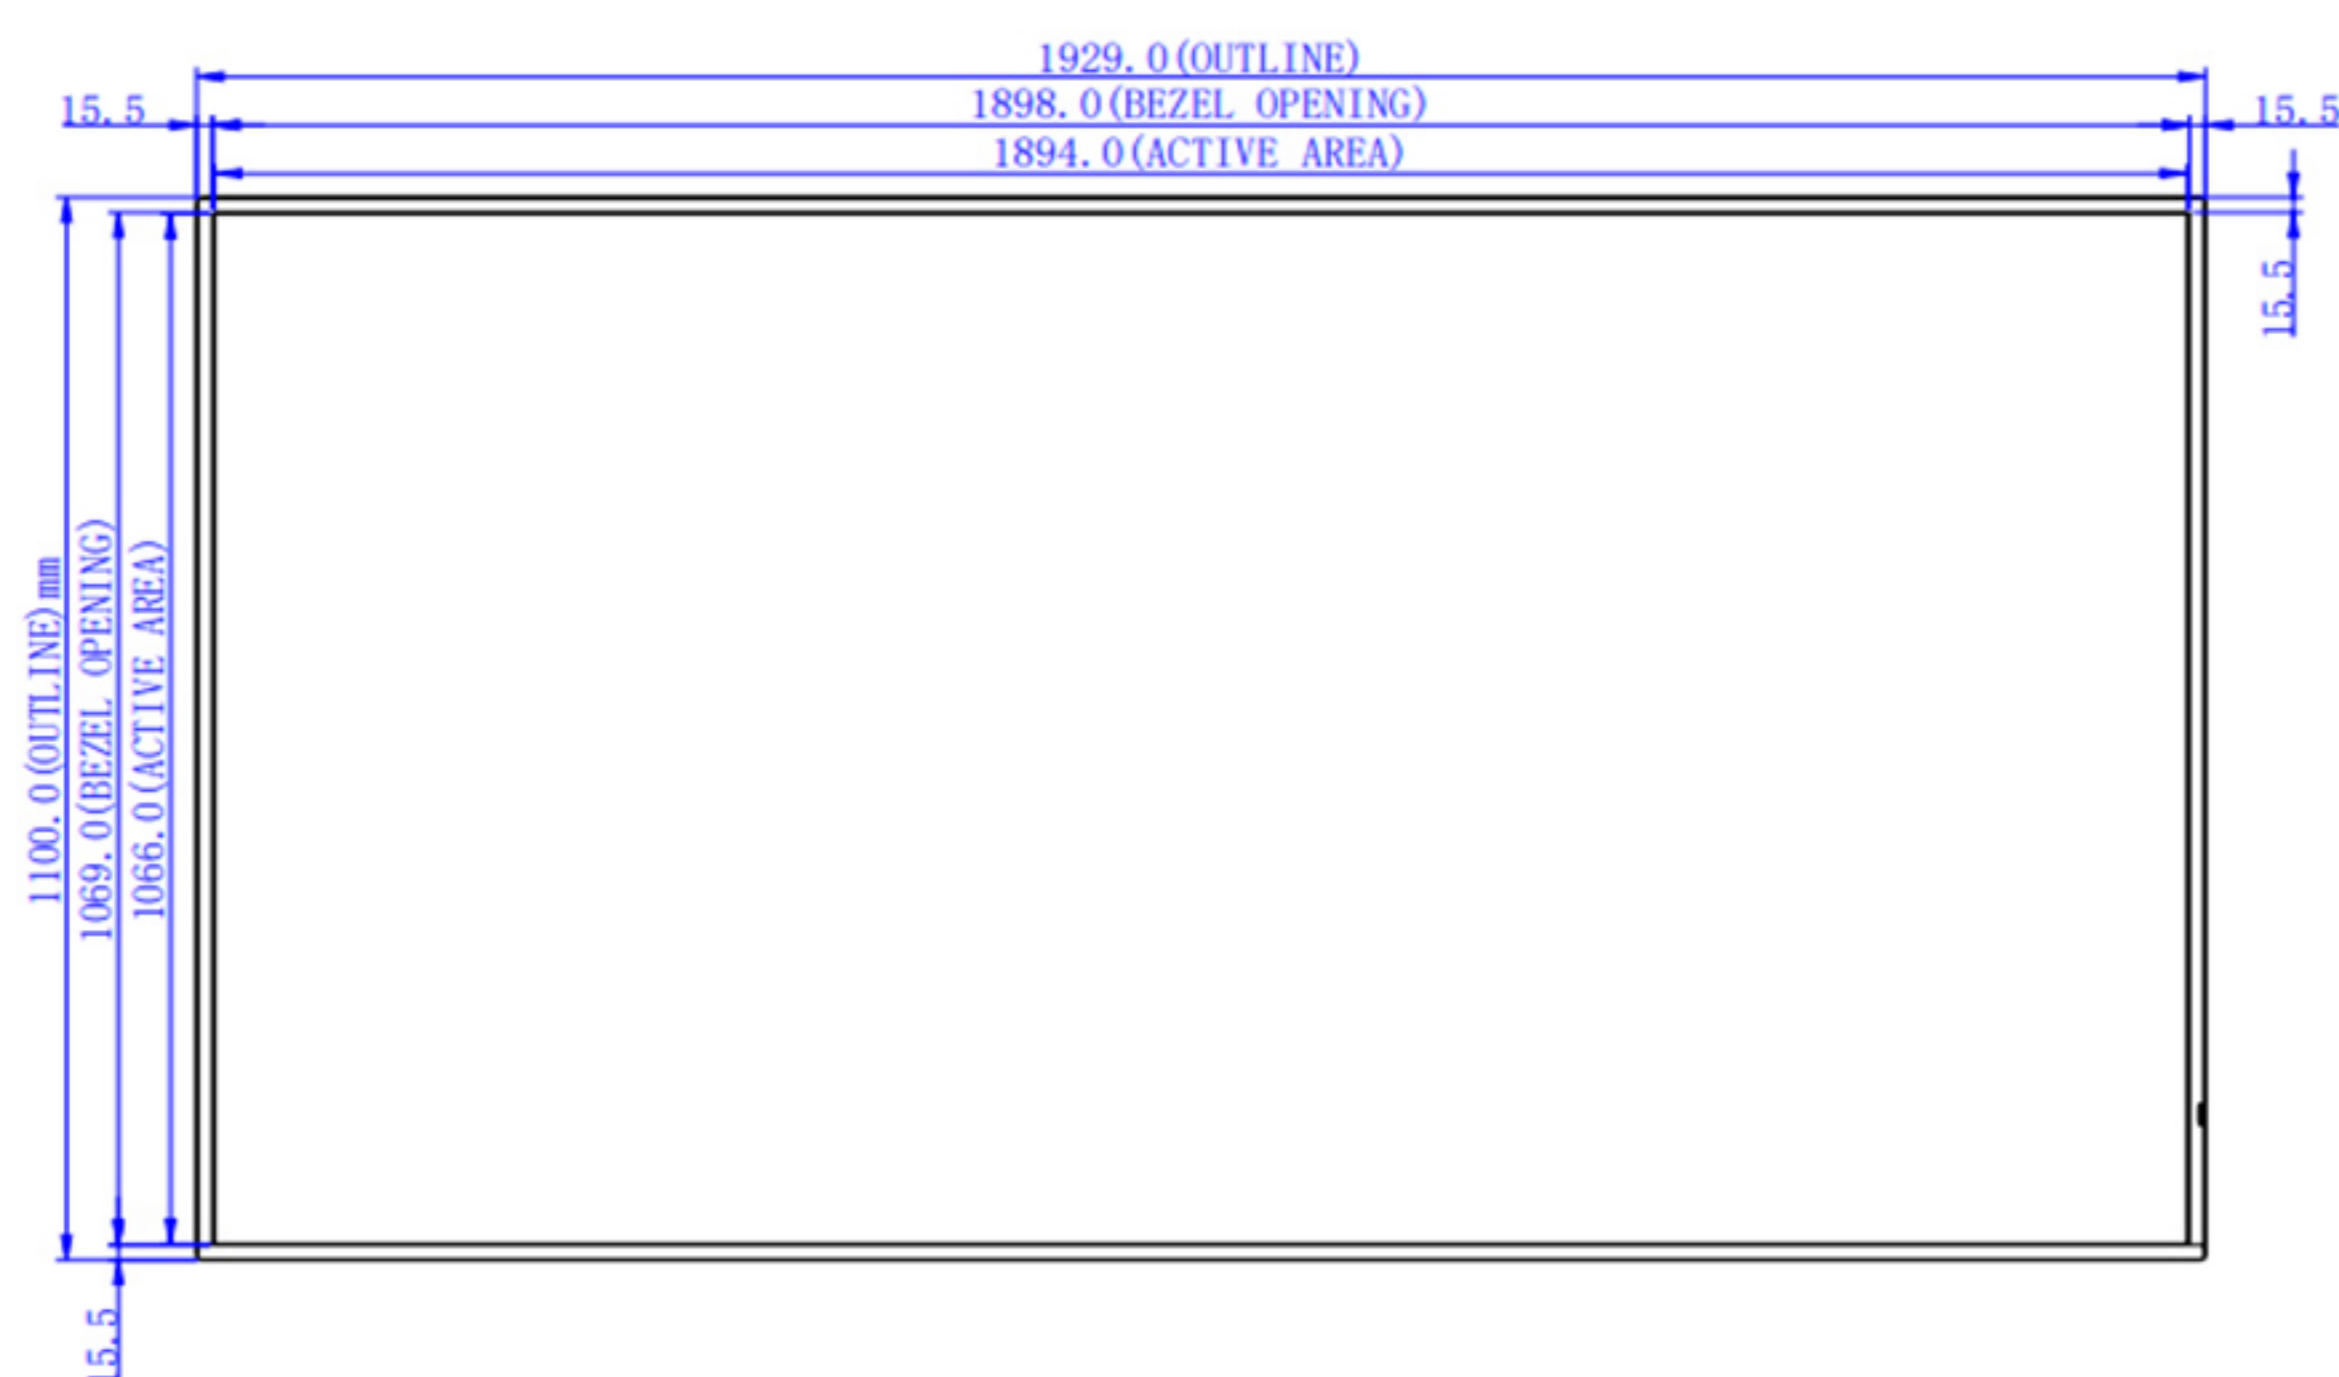 1929.0(OUTLINE)
15.5
1898.0(BEZEL OPENING)
15.5
1894.0(ACTIVE AREA)
15.5
1100.0(OUTLINE)mm
1069.0(BEZEL OPENING)
1066.0(ACTIVE AREA)
15.5